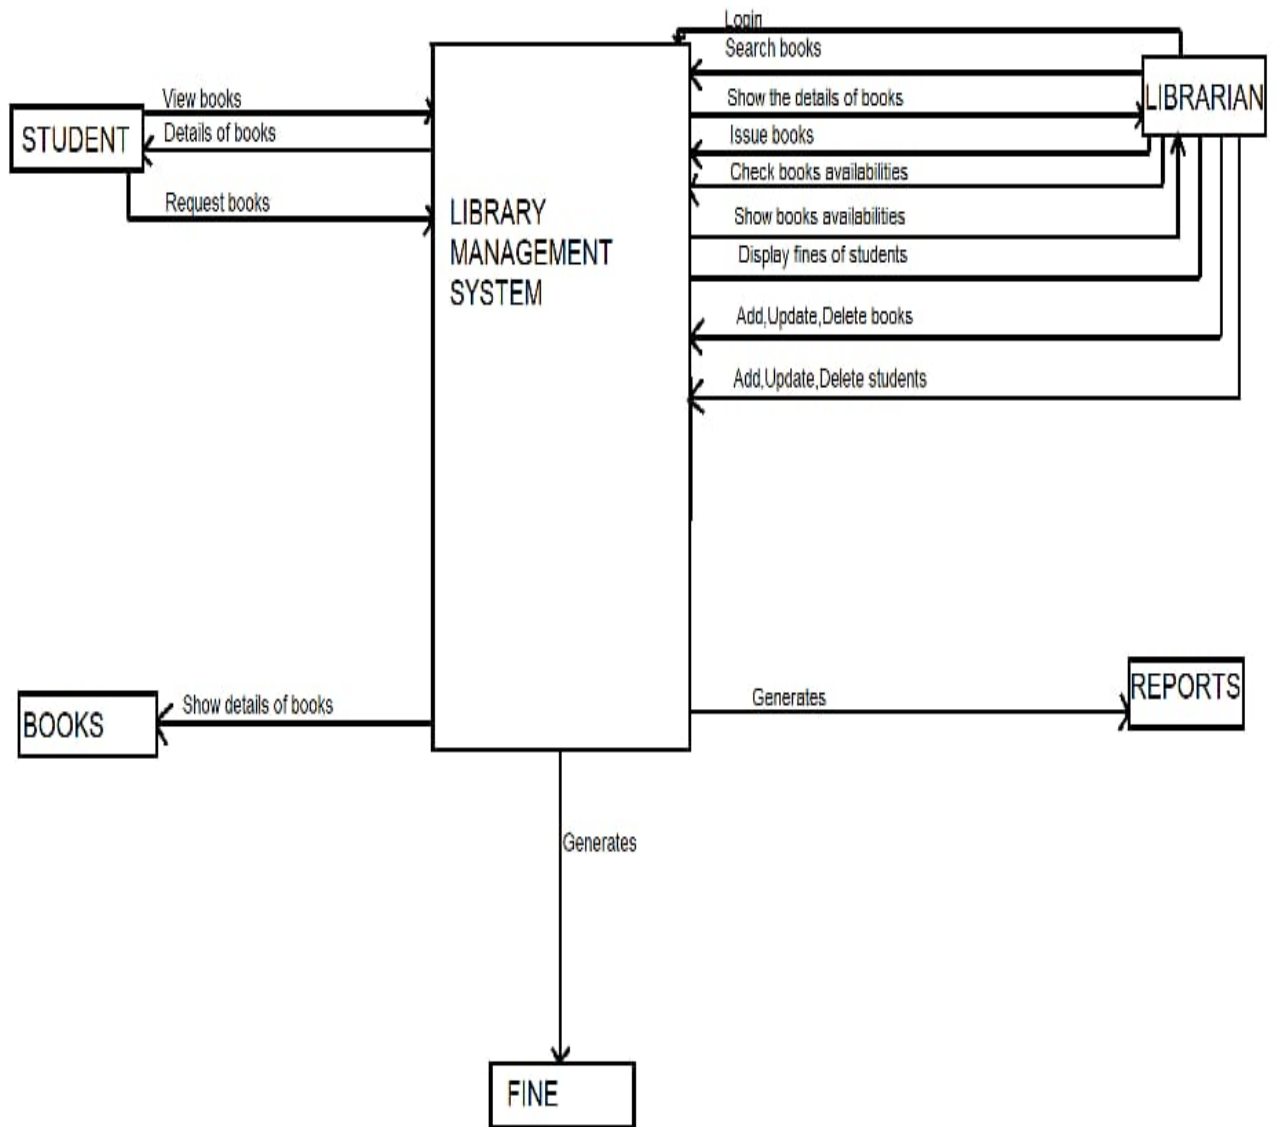 Login
Search books
LIBRARIAN
View books
Show the details of books
STUDENT
Details of books
Issue books
Check books availabilities
Request books
LIBRARY
MANAGEMENT
SYSTEM
Show books availabilities
Display fines of students
Add,Update,Delete books
Add,Update,Delete students
BOOKS
Show details of books
Generates
REPORTS
Generates
FINE